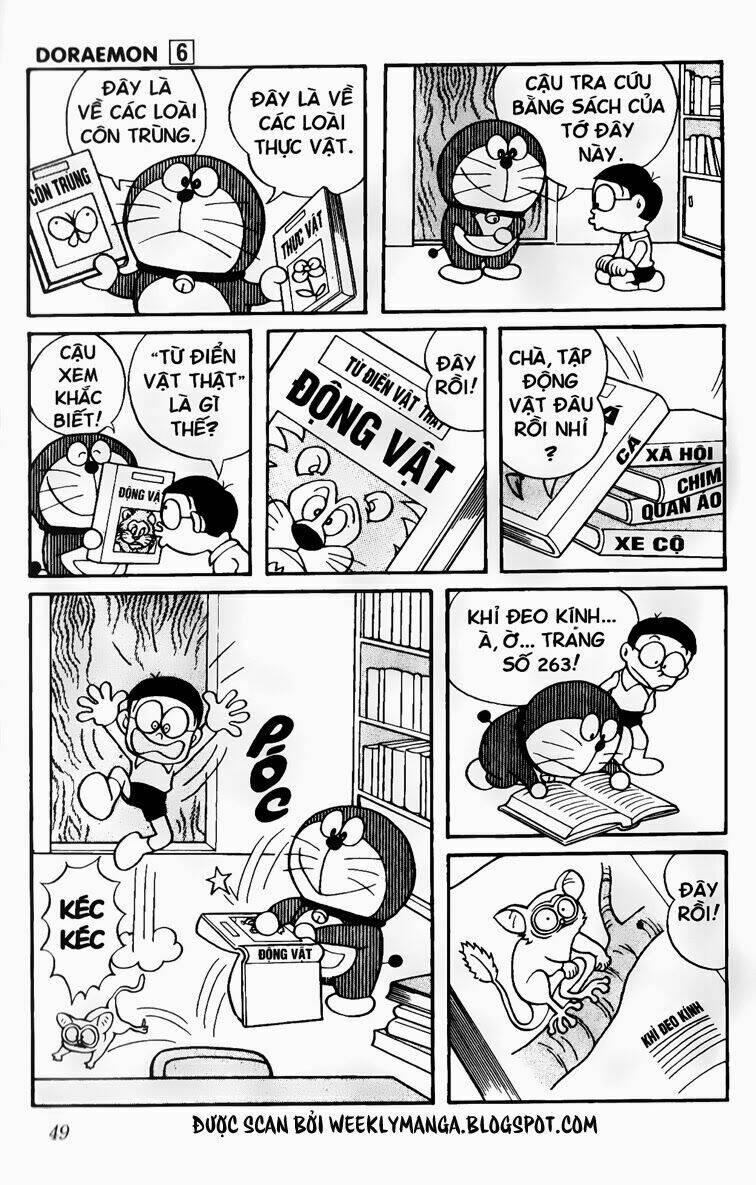 DORAEMON 6
CẬU TRA CỨU
BẰNG SÁCH CỦA
TỚ ĐÂY
NÀY.
ĐÂY LÀ VỀ
CÁC LOÀI
THỰC VẬT.
ĐÂY LÀ
VỀ CÁC LOÀI
CÔN TRÙNG.
THỰC VẬT
CÔN TRÙNG
CHÀ, TẬP
ĐỘNG
VẬT ĐÂU
RỒI NHỈ
?
CÁ
XÃ HỘI
CHIM
QUẦN ÁO
XE CỘ
ĐÂY
RỒI!
TỪ ĐIỂN VẬT THẬT
ĐỘNG VẬT
"TỪ ĐIỂN
VẬT THẬT"
LÀ GÌ
THẾ?
CẬU
XEM
KHẮC
BIẾT!
ĐỘNG VẬ
KHỈ ĐEO KÍNH...
À, Ờ... TRANG
SỐ 263!
ĐÂY
RỒI!
KHỈ ĐEO KÍNH
PÓC
KÉC
KÉC
ĐỘNG VẬT
49
ĐƯỢC SCAN BỞI WEEKLYMANGA.BLOGSPOT.COM